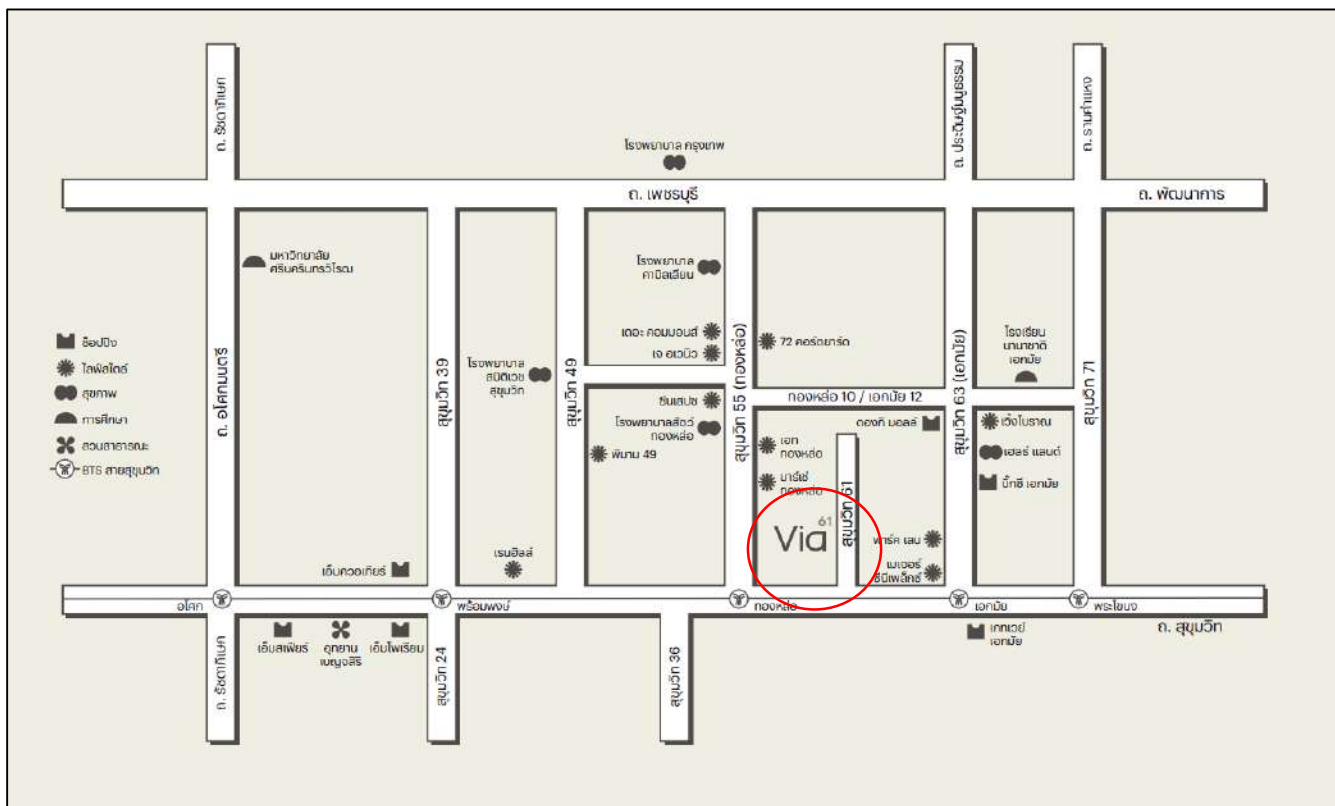 ถ. รัชดาภิเษก
ถ. ประดิษฐ์มนูธรรม
ถ. รามคำแหง
โรงพยาบาล กรุงเทพ
ถ. เพชรบุรี
ถ. พัฒนาการ
มหาวิทยาลัย
ศรีนครินทรวิโรฒ
ถ. อโศกมนตรี
สุขุมวิท 39
โรงพยาบาล
สมิติเวช
สุขุมวิท
สุขุมวิท 49
โรงพยาบาล
คามิลเลียน
เดอะ คอมมอนส์
เจ อเวนิว
สุขุมวิท 55 (ทองหล่อ)
72 คอร์ตยาร์ด
สุขุมวิท 63 (เอกมัย)
โรงเรียน
นานาชาติ
เอกมัย
สุขุมวิท 71
ช้อปปิ้ง
ไลฟ์สไตล์
สุขภาพ
การศึกษา
สวนสาธารณะ
BTS สายสุขุมวิท
ทองหล่อ 10 / เอกมัย 12
ซีนสเปซ
โรงพยาบาลสัตว์
ทองหล่อ
พิมาน 49
ดองกิ มอลล์
เอท
ทองหล่อ
มาร์เช่
ทองหล่อ
เวิ้งโบราณ
เฮลธ์ แลนด์
บิ๊กซี เอกมัย
Via 61
สุขุมวิท 61
พาร์ค เลน
เมเจอร์
ซีนีเพล็กซ์
เรนฮิลล์
เอ็มควอเทียร์
อโศก
พร้อมพงษ์
ทองหล่อ
เอกมัย
พระโขนง
ถ. สุขุมวิท
เอ็มสเฟียร์
อุทยาน
เบญจสิริ
เอ็มโพเรียม
เกทเวย์
เอกมัย
ถ. รัชดาภิเษก
สุขุมวิท 24
สุขุมวิท 36